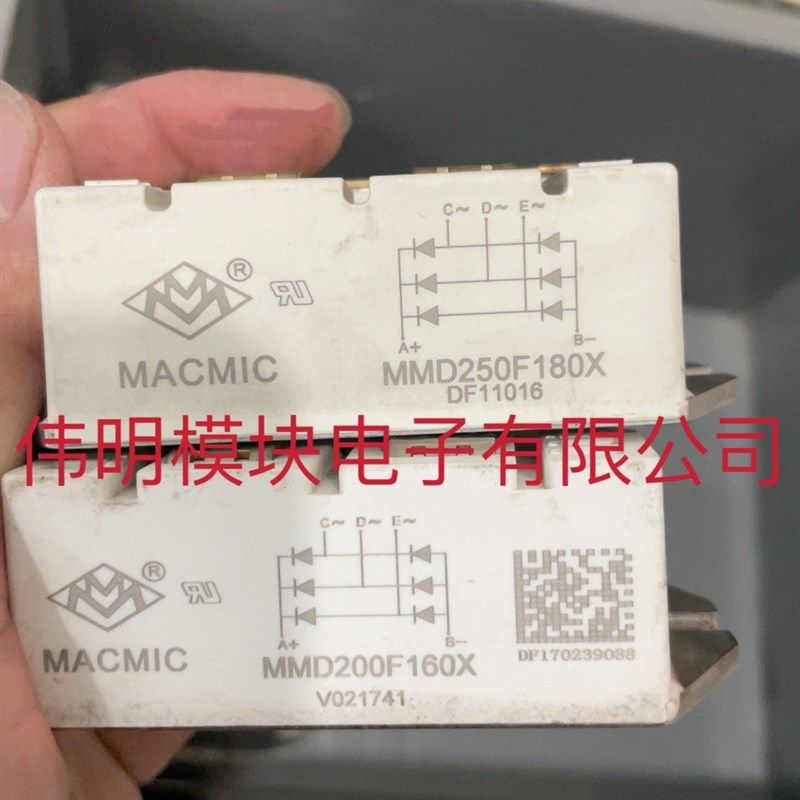 C~ D~ E~
®
MACMIC
A+ B-
MMD250F180X
DF11016
伟明模块电子有限公司
C~ D~ E~
®
MACMIC
A+ B-
MMD200F160X
V021741
DF170239088